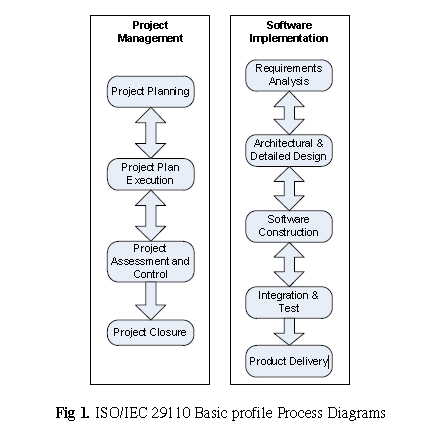 Project
Management
Project Planning
Project Plan
Execution
Project
Assessment and
Control
Project Closure
Software
Implementation
Requirements
Analysis
Architectural &
Detailed Design
Software
Construction
Integration &
Test
Product Delivery
Fig 1. ISO/IEC 29110 Basic profile Process Diagrams